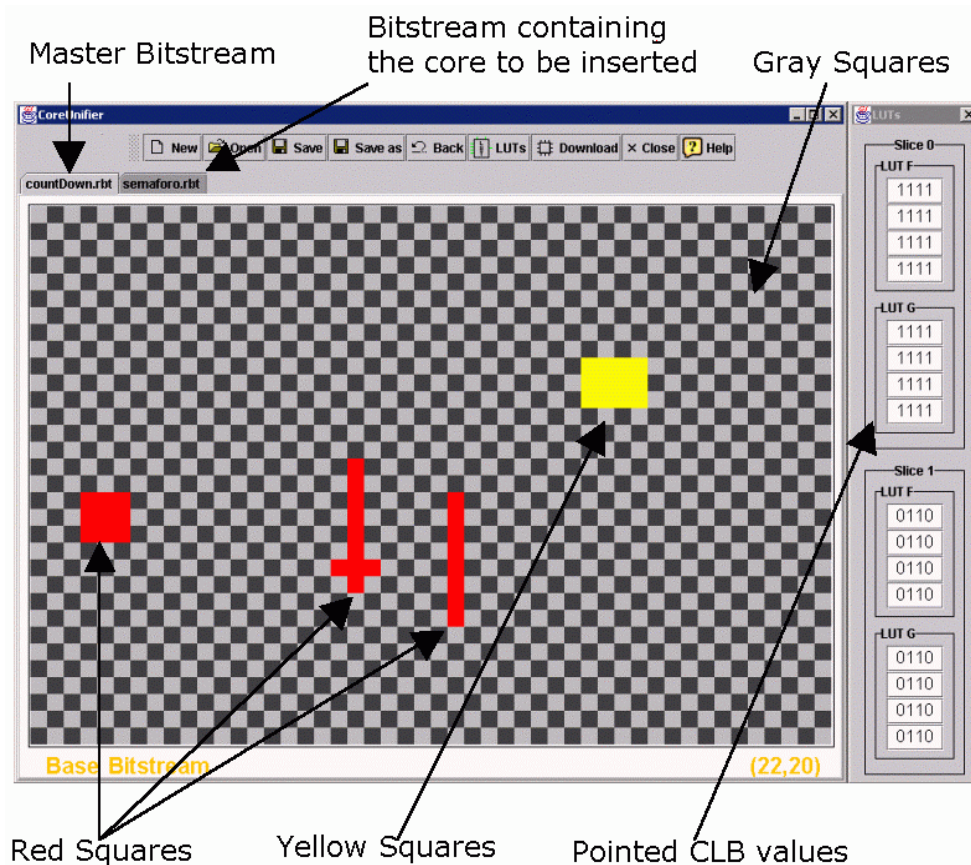 Master Bitstream
Bitstream containing
the core to be inserted
Gray Squares
CoreUnifier
LUTs
New Open Save Save as Back LUTs Download Close Help
countDown.rbt semaforo.rbt
Slice 0
LUT F
1111
1111
1111
1111
LUT G
1111
1111
1111
1111
Slice 1
LUT F
0110
0110
0110
0110
LUT G
0110
0110
0110
0110
Base Bitstream
(22,20)
Red Squares
Yellow Squares
Pointed CLB values